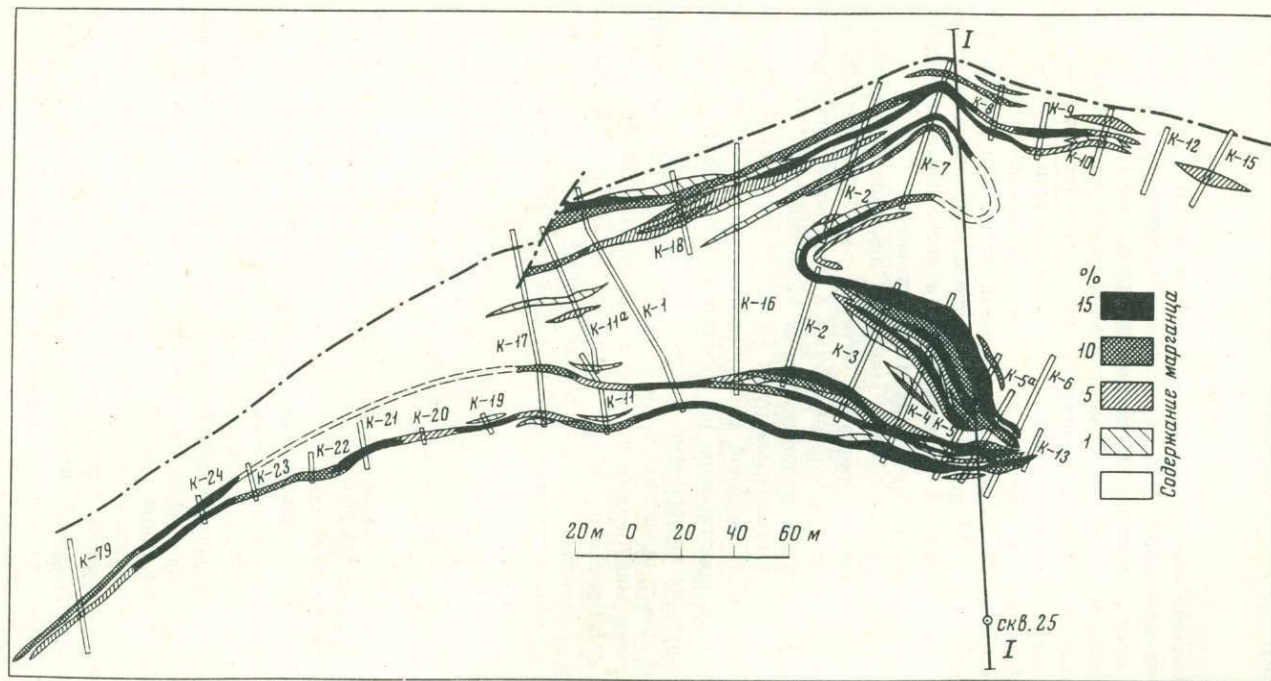 I
К-8
К-9
К-10
К-12
К-15
К-7
К-2
К-18
К-16
К-1
К-11а
К-17
К-2
К-3
К-4
К-5
К-5а
К-6
К-13
К-11
К-19
К-20
К-21
К-22
К-23
К-24
К-79
%
15
10
5
1
Содержание марганца
20 м 0 20 40 60 м
скв. 25
I